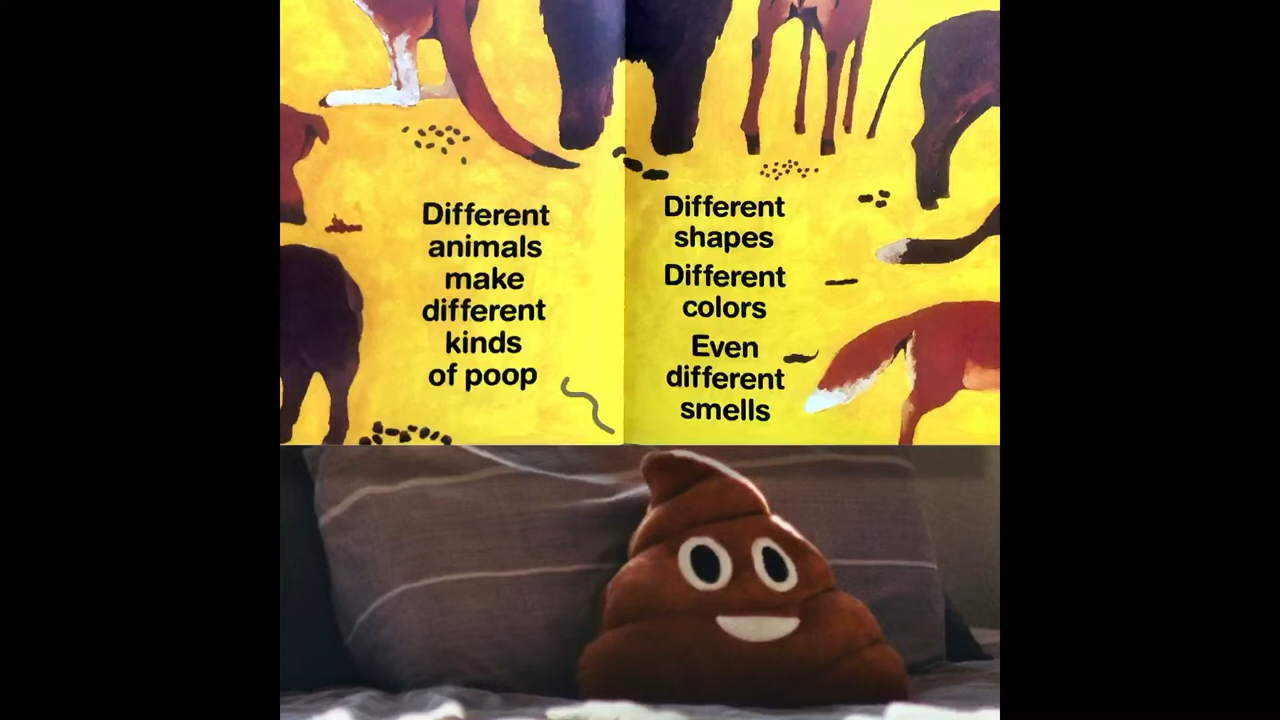 Different
animals
make
different
kinds
of poop
Different
shapes
Different
colors
Even
different
smells